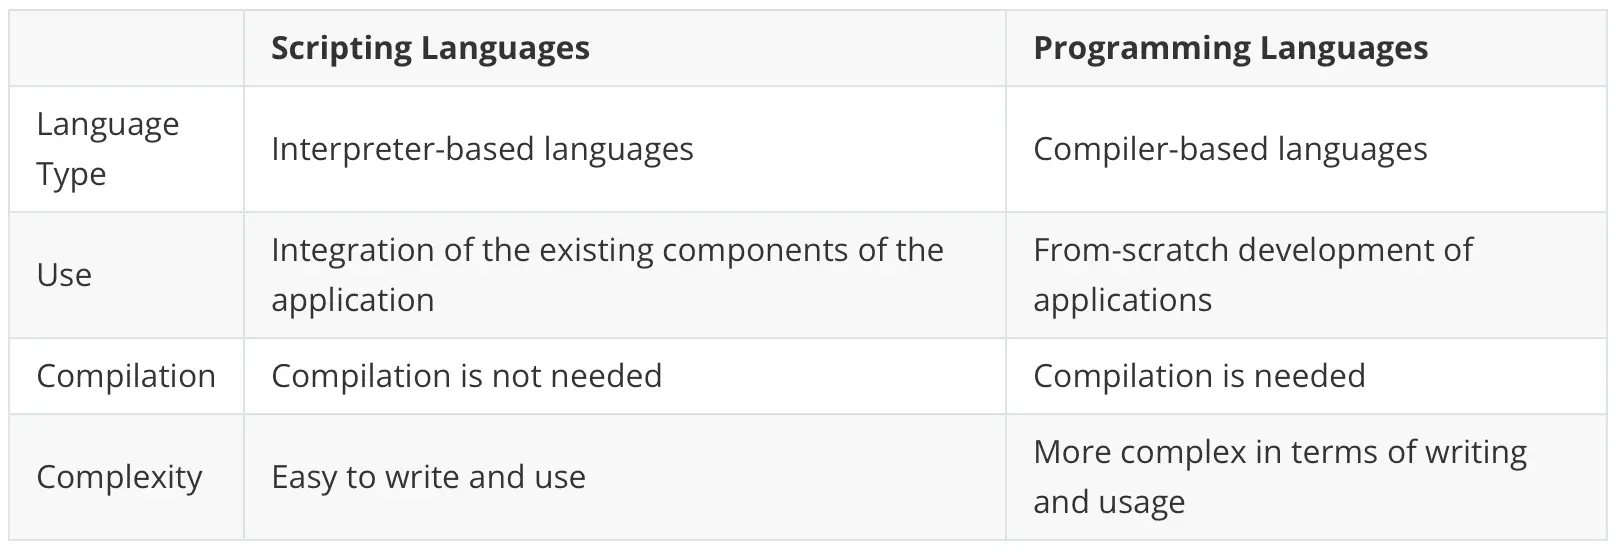 Scripting Languages
Programming Languages
Language
Type
Interpreter-based languages
Compiler-based languages
Use
Integration of the existing components of the
application
From-scratch development of
applications
Compilation
Compilation is not needed
Compilation is needed
Complexity
Easy to write and use
More complex in terms of writing
and usage